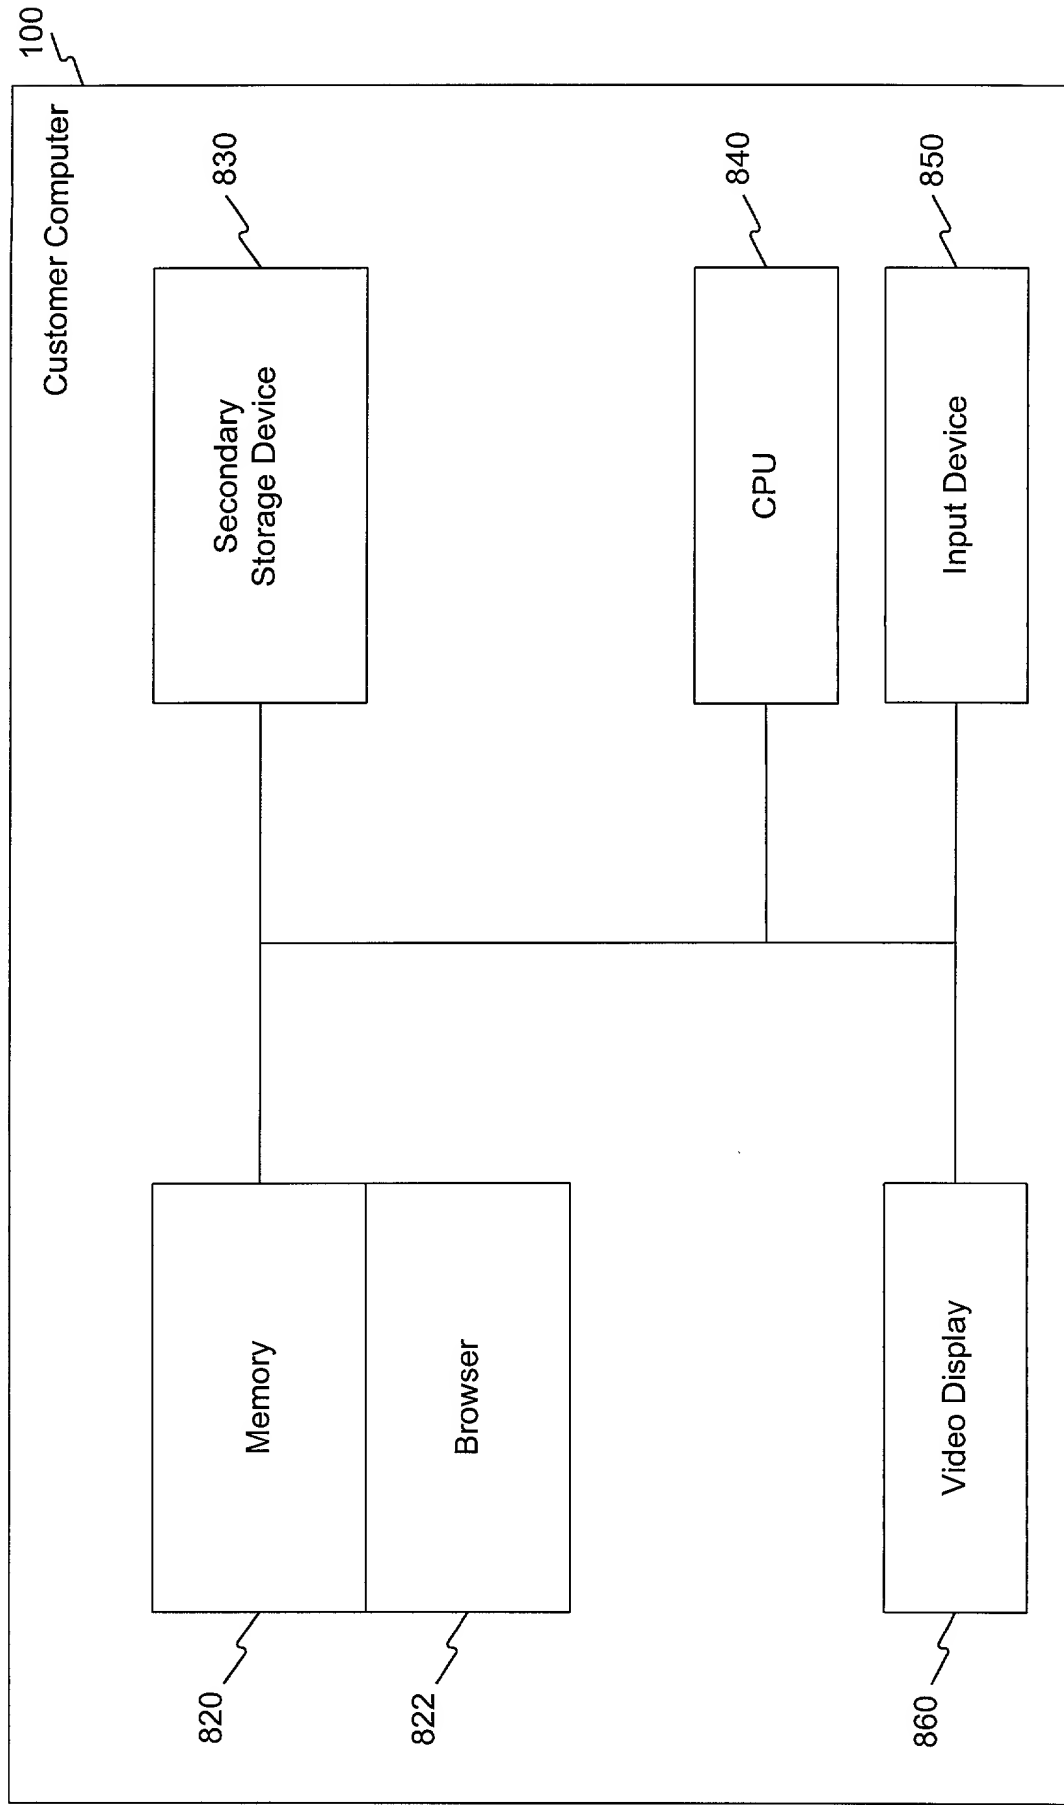 Customer Computer
100
820
Memory
Secondary
Storage Device
830
822
Browser
CPU
840
860
Video Display
Input Device
850